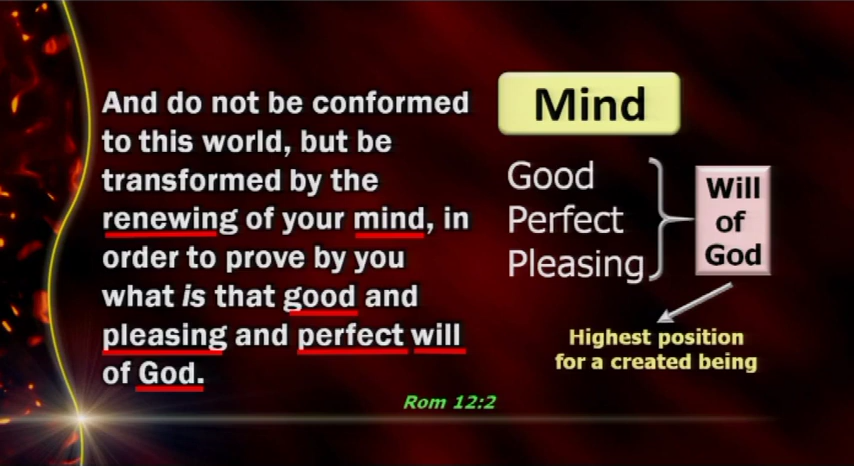 And do not be conformed
to this world, but be
transformed by the
renewing of your mind, in
order to prove by you
what is that good and
pleasing and perfect will
of God.
Rom 12:2
Mind
Good
Perfect
Pleasing
Will
of
God
Highest position
for a created being